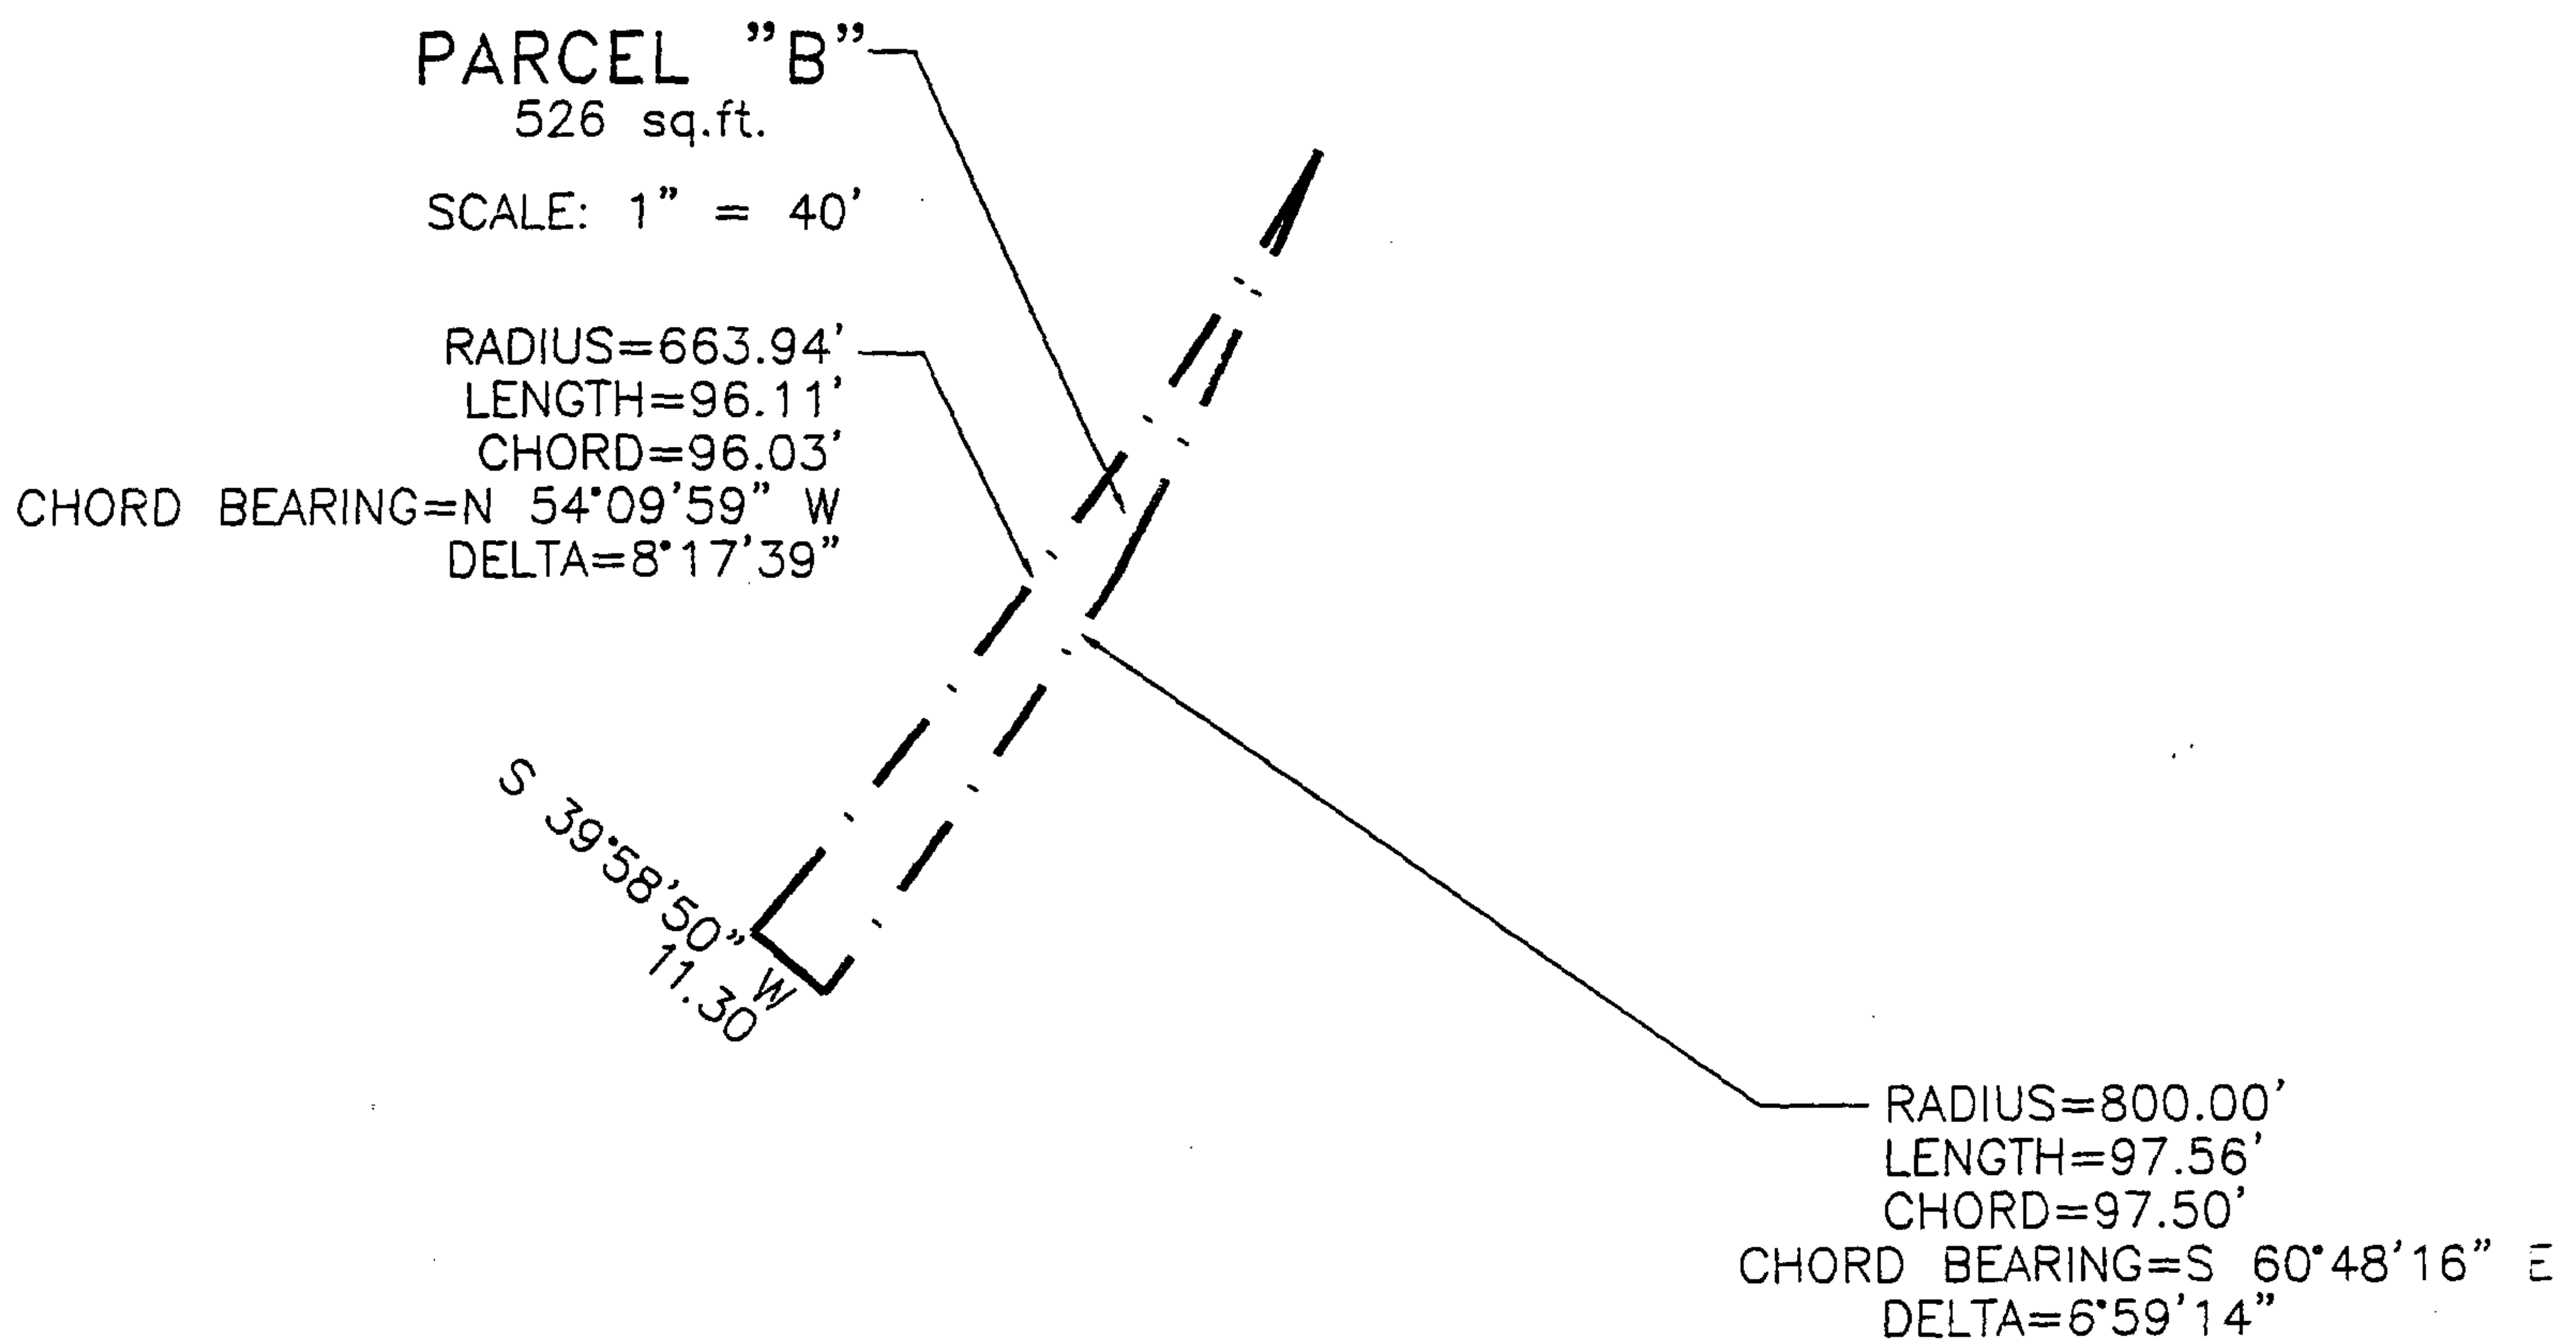 PARCEL "B"
526 sq.ft.
SCALE: 1" = 40'
RADIUS=663.94'
LENGTH=96.11'
CHORD=96.03'
CHORD BEARING=N 54°09'59" W
DELTA=8°17'39"
S 39°58'50" W
11.30
RADIUS=800.00'
LENGTH=97.56'
CHORD=97.50'
CHORD BEARING=S 60°48'16" E
DELTA=6°59'14"